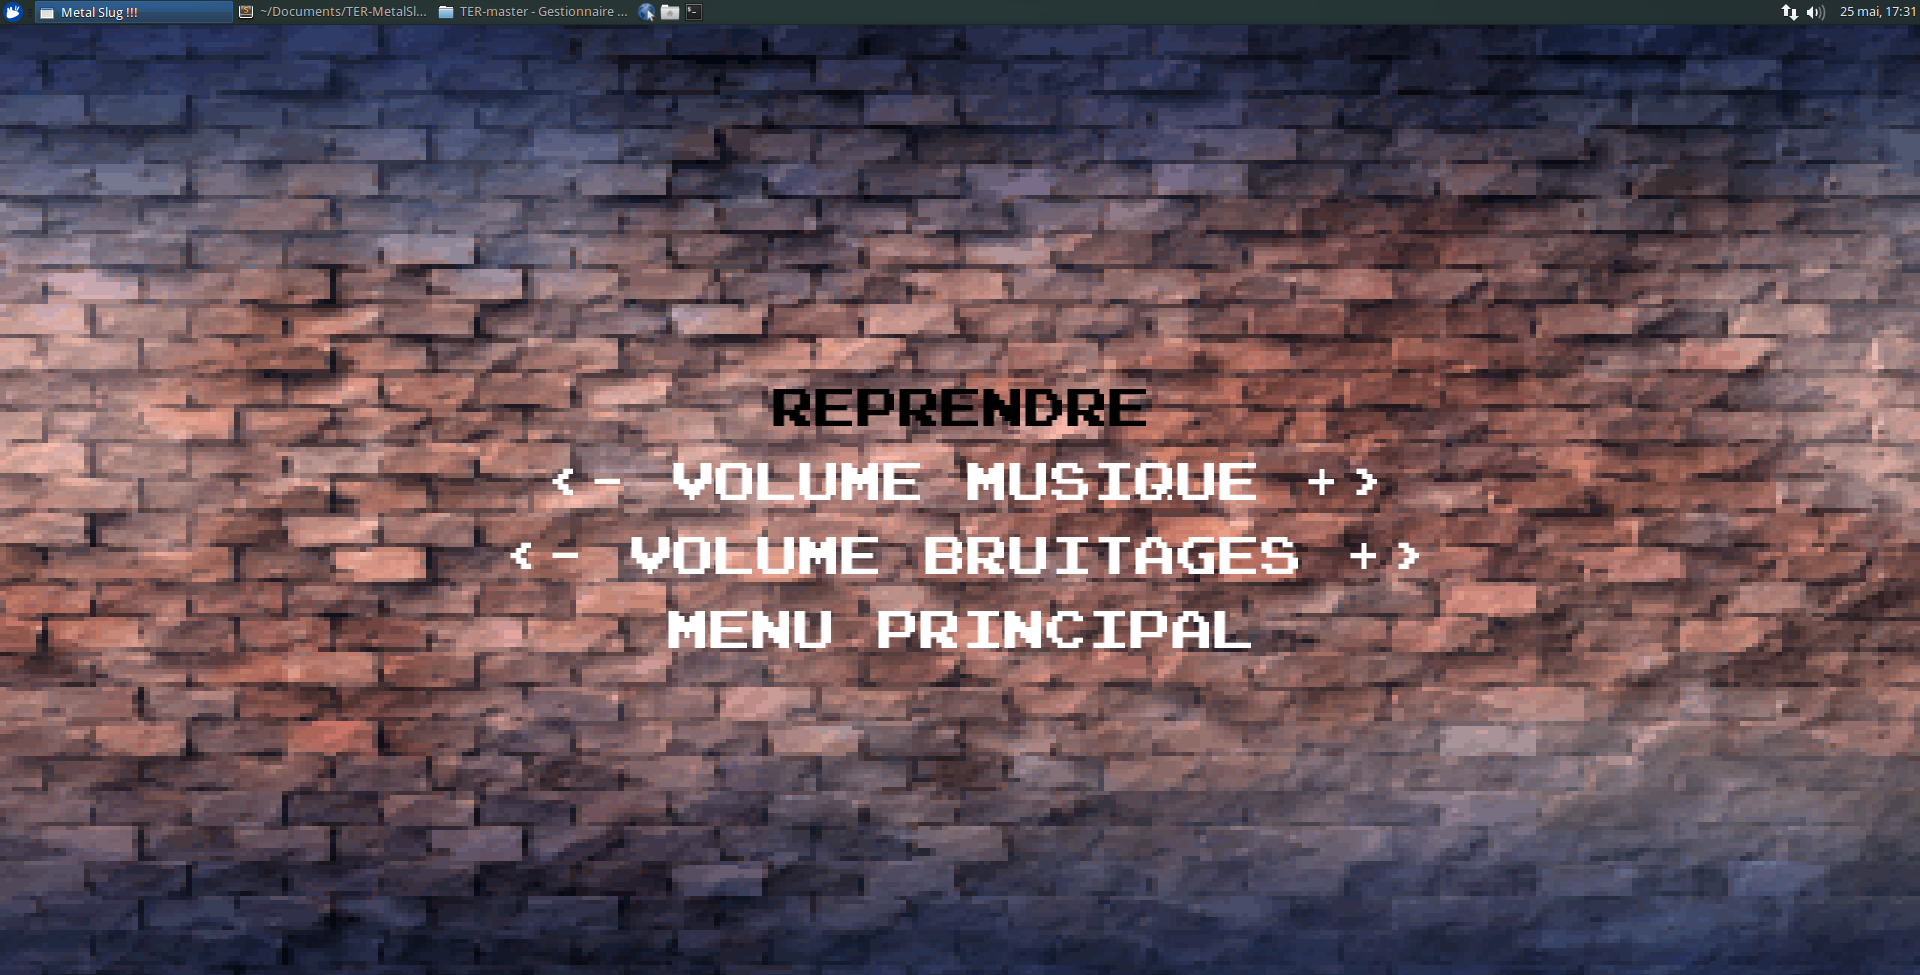 Metal Slug !!!
~/Documents/TER-MetalSl...
TER-master - Gestionnaire ...
25 mai, 17:31
REPRENDRE
<- VOLUME MUSIQUE +>
<- VOLUME BRUITAGES +>
MENU PRINCIPAL